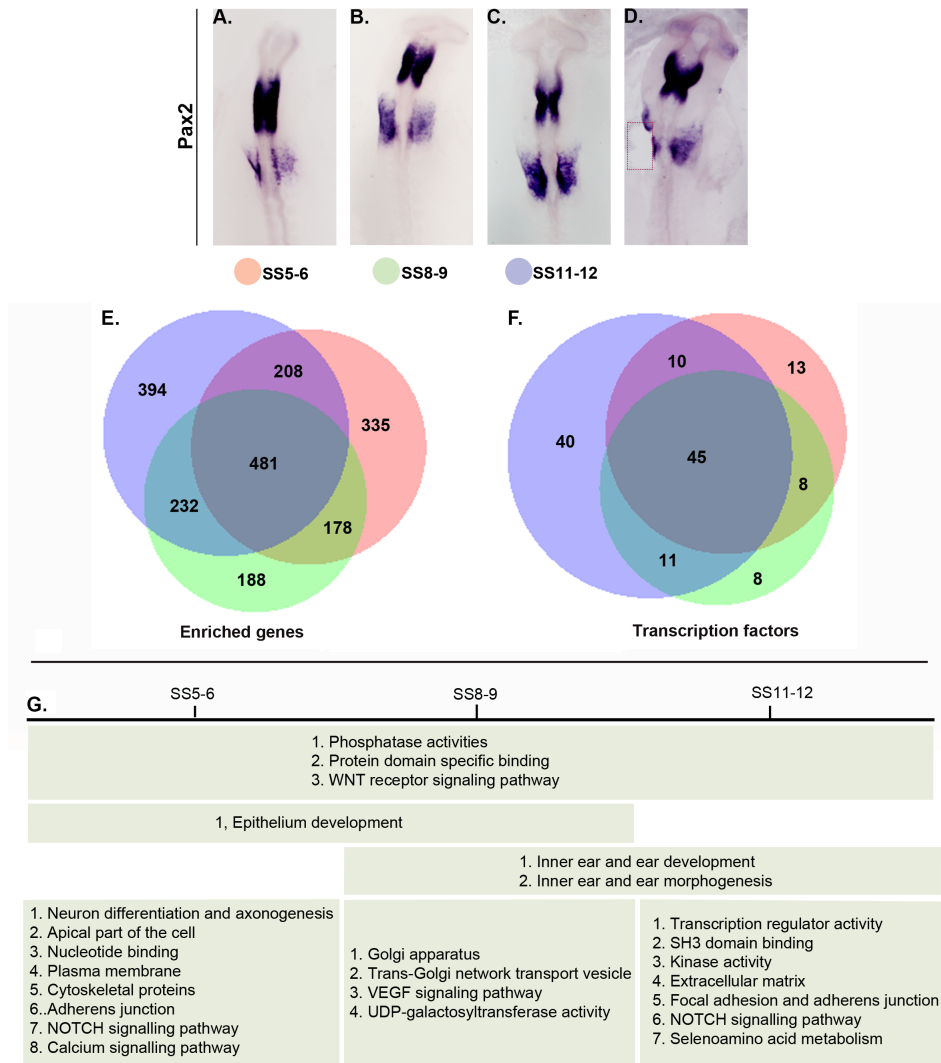 A.
B.
C.
D.
Pax2
SS5-6
SS8-9
SS11-12
E.
394
208
335
481
232
178
188
Enriched genes
F.
10
13
40
45
8
11
8
Transcription factors
G.
SS5-6
SS8-9
SS11-12
1. Phosphatase activities
2. Protein domain specific binding
3. WNT receptor signaling pathway
1, Epithelium development
1. Inner ear and ear development
2. Inner ear and ear morphogenesis
1. Neuron differentiation and axonogenesis
2. Apical part of the cell
3. Nucleotide binding
4. Plasma membrane
5. Cytoskeletal proteins
6..Adherens junction
7. NOTCH signalling pathway
8. Calcium signalling pathway
1. Golgi apparatus
2. Trans-Golgi network transport vesicle
3. VEGF signaling pathway
4. UDP-galactosyltransferase activity
1. Transcription regulator activity
2. SH3 domain binding
3. Kinase activity
4. Extracellular matrix
5. Focal adhesion and adherens junction
6. NOTCH signalling pathway
7. Selenoamino acid metabolism